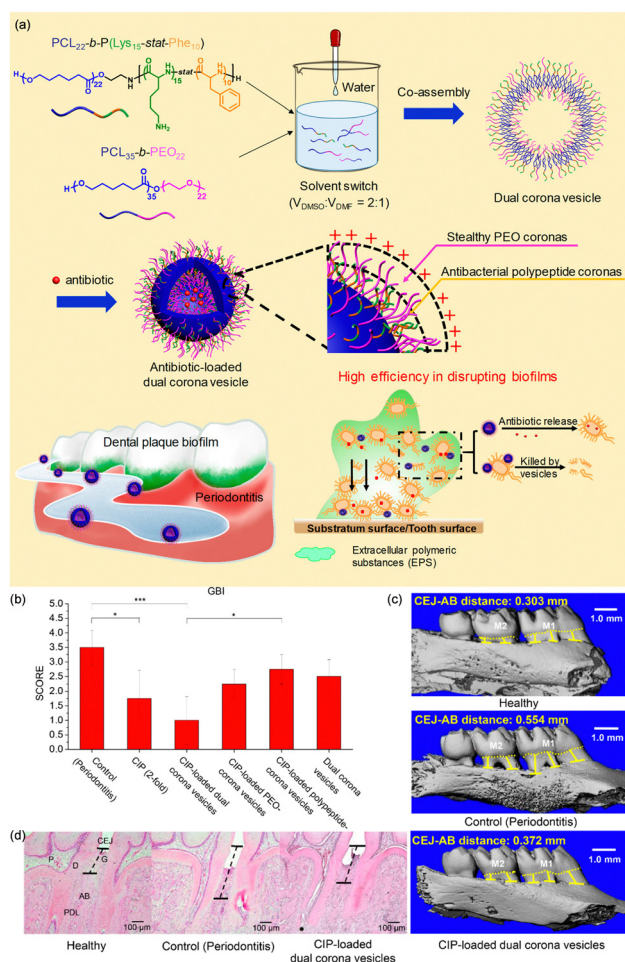 (a)
PCL22-b-P(Lys15-stat-Phe10)
H
O
O
22
O
N
H
O
H
N
15
stat
O
H
N
10
H
NH2
PCL35-b-PEO22
H
O
O
35
O
22
Water
Solvent switch
(VDMSO:VDMF = 2:1)
Co-assembly
Dual corona vesicle
antibiotic
Antibiotic-loaded
dual corona vesicle
Stealthy PEO coronas
Antibacterial polypeptide coronas
High efficiency in disrupting biofilms
Dental plaque biofilm
Periodontitis
Antibiotic release
Killed by
vesicles
Substratum surface/Tooth surface
Extracellular polymeric
substances (EPS)
(b)
GBI
SCORE
5.0
4.5
4.0
3.5
3.0
2.5
2.0
1.5
1.0
0.5
0.0
***
*
*
Control
(Periodontitis)
CIP (2-fold)
CIP-loaded dual
corona vesicles
CIP-loaded PEO-
corona vesicles
CIP-loaded polypeptide-
corona vesicles
Dual corona
vesicles
(c)
CEJ-AB distance: 0.303 mm
1.0 mm
M2
M1
Healthy
CEJ-AB distance: 0.554 mm
1.0 mm
M2
M1
Control (Periodontitis)
CEJ-AB distance: 0.372 mm
1.0 mm
M2
M1
CIP-loaded dual corona vesicles
(d)
CEJ
P
D
G
AB
PDL
100 μm
100 μm
100 μm
Healthy
Control (Periodontitis)
CIP-loaded
dual corona vesicles